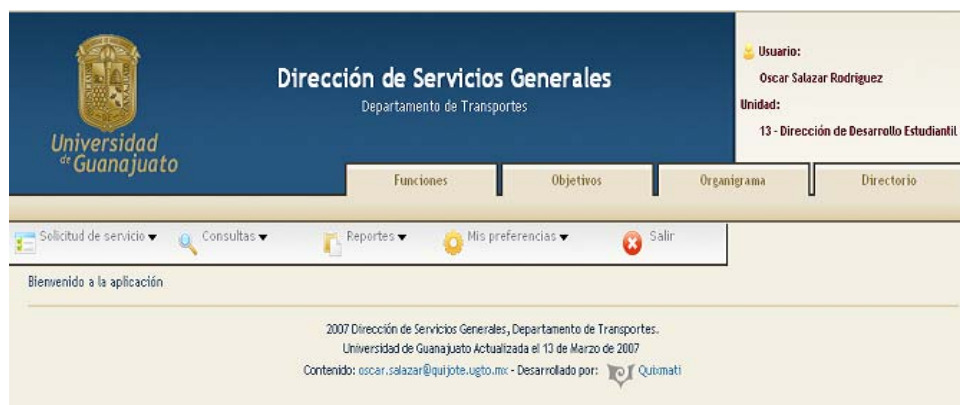 Universidad
de Guanajuato
Dirección de Servicios Generales
Departamento de Transportes
Usuario:
Oscar Salazar Rodríguez
Unidad:
13 - Dirección de Desarrollo Estudiantil
Funciones
Objetivos
Organigrama
Directorio
Solicitud de servicio
Consultas
Reportes
Mis preferencias
Salir
Bienvenido a la aplicación
2007 Dirección de Servicios Generales, Departamento de Transportes.
Universidad de Guanajuato Actualizada el 13 de Marzo de 2007
Contenido: oscar.salazar@quijote.ugto.mx - Desarrollado por: Quixmati